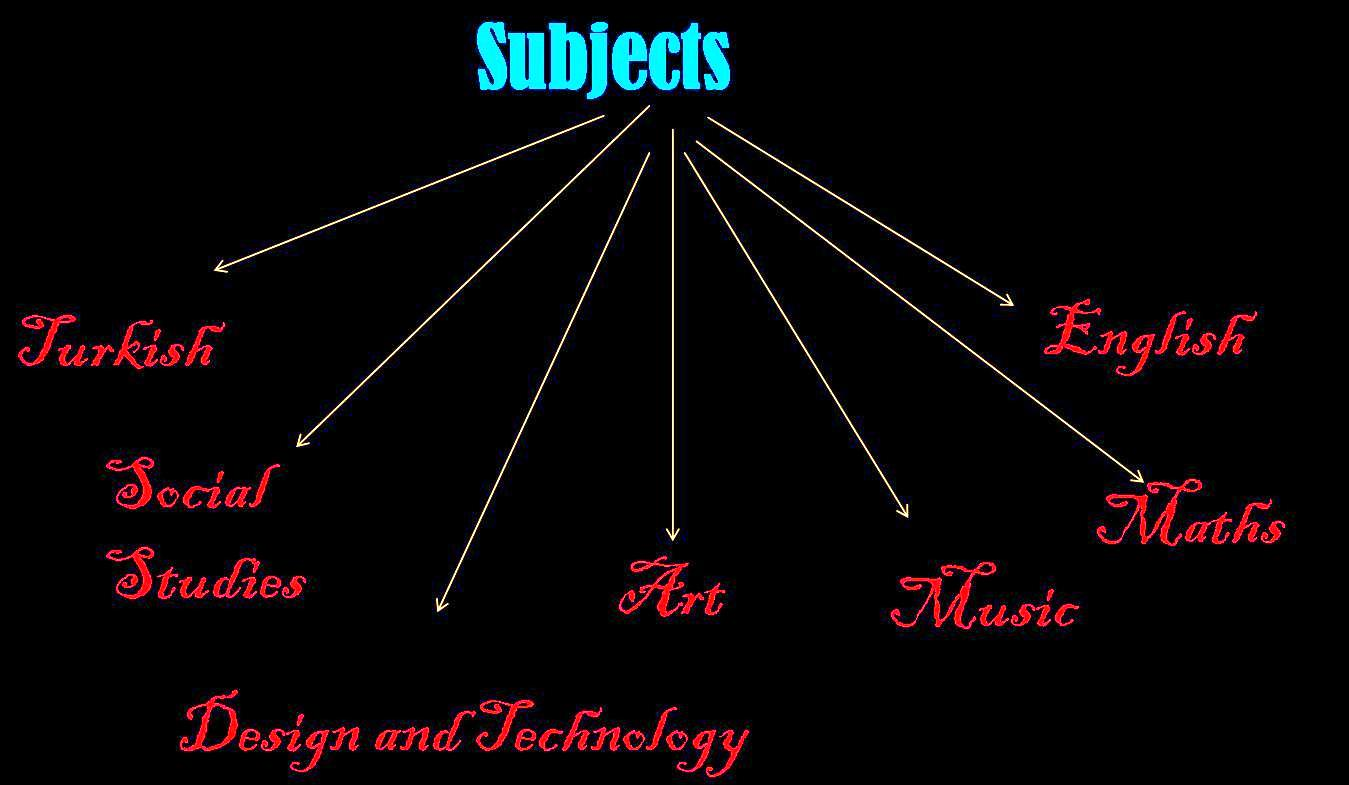 Subjects
Turkish
English
Social
Studies
Maths
Art
Music
Design and Technology